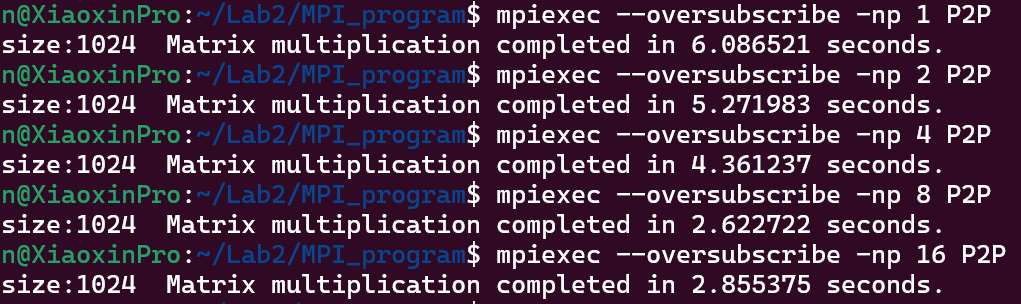 n@XiaoxinPro:~/Lab2/MPI_program$ mpiexec --oversubscribe -np 1 P2P
size:1024  Matrix multiplication completed in 6.086521 seconds.
n@XiaoxinPro:~/Lab2/MPI_program$ mpiexec --oversubscribe -np 2 P2P
size:1024  Matrix multiplication completed in 5.271983 seconds.
n@XiaoxinPro:~/Lab2/MPI_program$ mpiexec --oversubscribe -np 4 P2P
size:1024  Matrix multiplication completed in 4.361237 seconds.
n@XiaoxinPro:~/Lab2/MPI_program$ mpiexec --oversubscribe -np 8 P2P
size:1024  Matrix multiplication completed in 2.622722 seconds.
n@XiaoxinPro:~/Lab2/MPI_program$ mpiexec --oversubscribe -np 16 P2P
size:1024  Matrix multiplication completed in 2.855375 seconds.